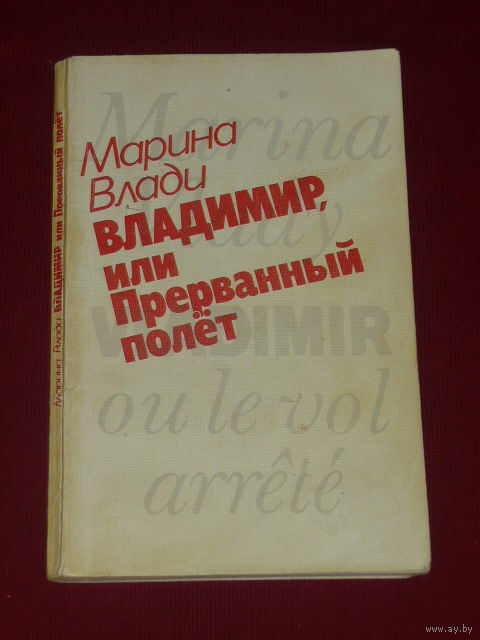 Марина
Влади
ВЛАДИМИР,
или
Прерванный
полёт
Marina
Vlady
VLADIMIR
ou le vol
arrêté
Марина Влади ВЛАДИМИР, или Прерванный полёт
www.ay.by